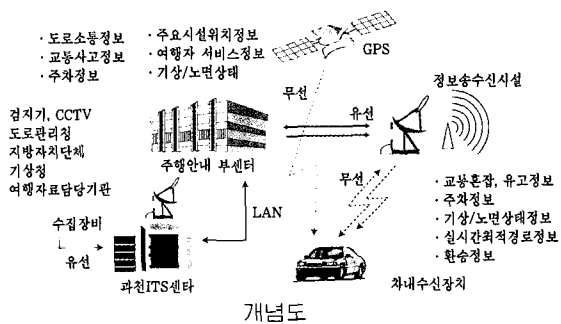 · 도로소통정보
· 교통사고정보
· 주차정보
· 주요시설위치정보
· 여행자 서비스정보
· 기상/노면상태
GPS
무선
유선
정보송수신시설
검지기, CCTV
도로관리청
지방자치단체
기상청
여행자료담당기관
주행안내 부센터
무선
· 교통혼잡, 유고정보
· 주차정보
· 기상/노면상태정보
· 실시간최적경로정보
· 환승정보
수집장비
유선
LAN
과천ITS센타
차내수신장치
개념도